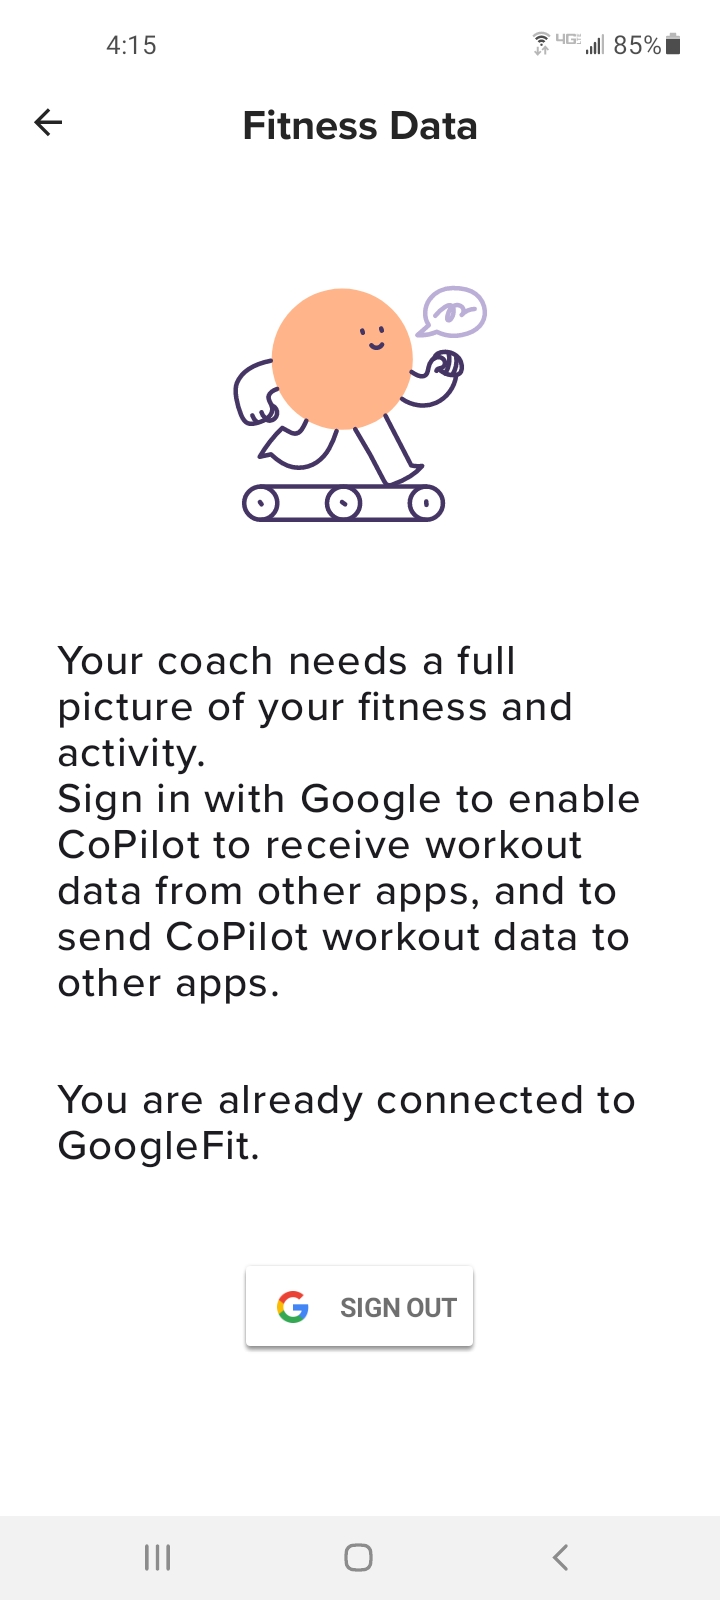 4:15
4G
85%
Fitness Data
Your coach needs a full
picture of your fitness and
activity.
Sign in with Google to enable
CoPilot to receive workout
data from other apps, and to
send CoPilot workout data to
other apps.
You are already connected to
GoogleFit.
SIGN OUT